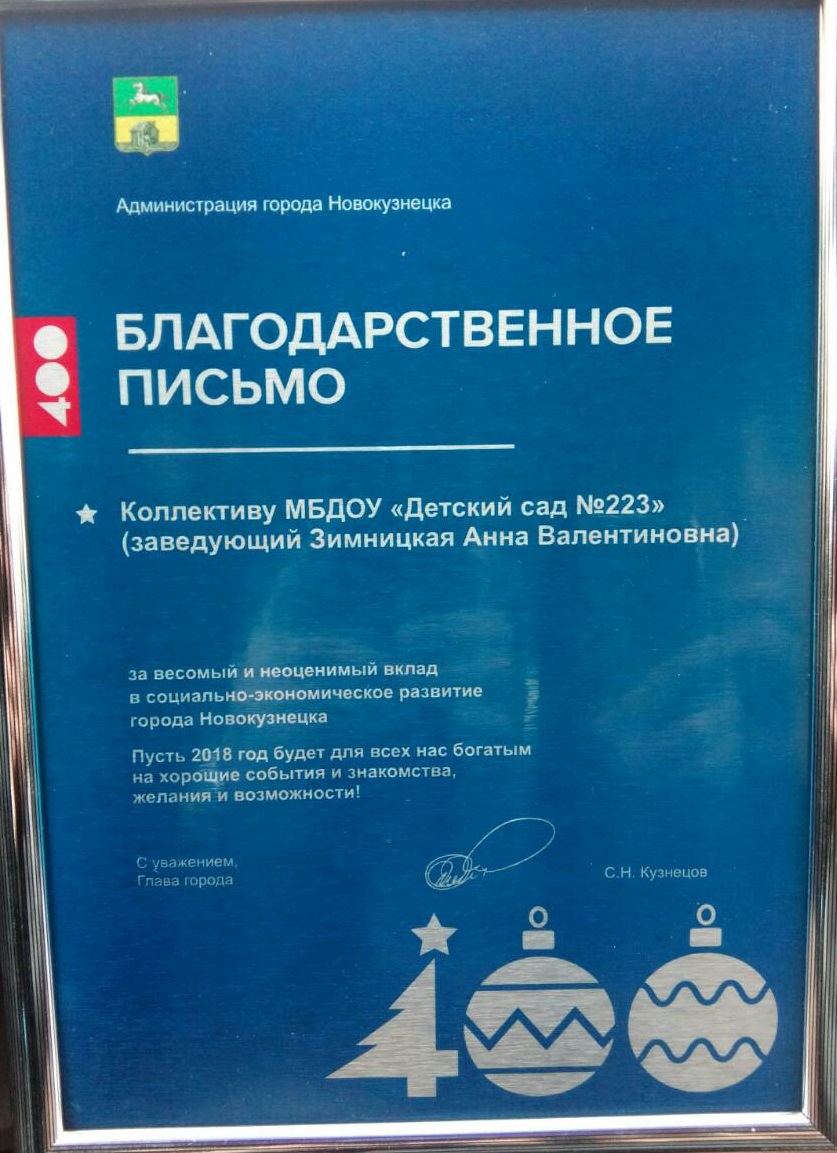 Администрация города Новокузнецка
400
БЛАГОДАРСТВЕННОЕ
ПИСЬМО
Коллективу МБДОУ «Детский сад №223»
(заведующий Зимницкая Анна Валентиновна)
за весомый и неоценимый вклад
в социально-экономическое развитие
города Новокузнецка
Пусть 2018 год будет для всех нас богатым
на хорошие события и знакомства,
желания и возможности!
С уважением,
Глава города
С.Н. Кузнецов
400